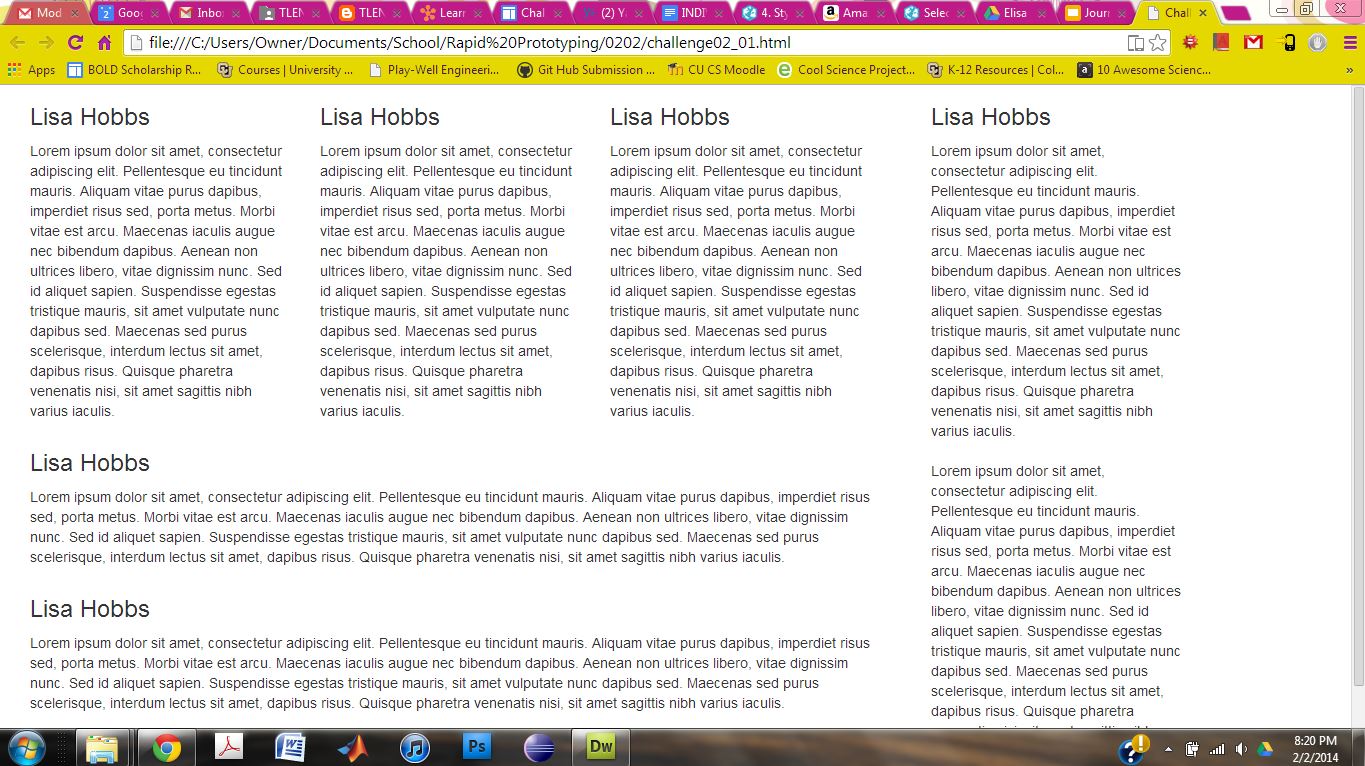 Mod
Goog
Inbo
TLEN
TLEN
Learn
Chal
(2) Y
INDI
4. Sty
Ama
Selec
Elisa
Journ
Chall
file:///C:/Users/Owner/Documents/School/Rapid%20Prototyping/0202/challenge02_01.html
Apps
BOLD Scholarship R...
Courses | University ...
Play-Well Engineeri...
Git Hub Submission ...
CU CS Moodle
Cool Science Project...
K-12 Resources | Col...
10 Awesome Scienc...
»
Lisa Hobbs
Lorem ipsum dolor sit amet, consectetur
adipiscing elit. Pellentesque eu tincidunt
mauris. Aliquam vitae purus dapibus,
imperdiet risus sed, porta metus. Morbi
vitae est arcu. Maecenas iaculis augue
nec bibendum dapibus. Aenean non
ultrices libero, vitae dignissim nunc. Sed
id aliquet sapien. Suspendisse egestas
tristique mauris, sit amet vulputate nunc
dapibus sed. Maecenas sed purus
scelerisque, interdum lectus sit amet,
dapibus risus. Quisque pharetra
venenatis nisi, sit amet sagittis nibh
varius iaculis.
Lisa Hobbs
Lorem ipsum dolor sit amet, consectetur
adipiscing elit. Pellentesque eu tincidunt
mauris. Aliquam vitae purus dapibus,
imperdiet risus sed, porta metus. Morbi
vitae est arcu. Maecenas iaculis augue
nec bibendum dapibus. Aenean non
ultrices libero, vitae dignissim nunc. Sed
id aliquet sapien. Suspendisse egestas
tristique mauris, sit amet vulputate nunc
dapibus sed. Maecenas sed purus
scelerisque, interdum lectus sit amet,
dapibus risus. Quisque pharetra
venenatis nisi, sit amet sagittis nibh
varius iaculis.
Lisa Hobbs
Lorem ipsum dolor sit amet, consectetur
adipiscing elit. Pellentesque eu tincidunt
mauris. Aliquam vitae purus dapibus,
imperdiet risus sed, porta metus. Morbi
vitae est arcu. Maecenas iaculis augue
nec bibendum dapibus. Aenean non
ultrices libero, vitae dignissim nunc. Sed
id aliquet sapien. Suspendisse egestas
tristique mauris, sit amet vulputate nunc
dapibus sed. Maecenas sed purus
scelerisque, interdum lectus sit amet,
dapibus risus. Quisque pharetra
venenatis nisi, sit amet sagittis nibh
varius iaculis.
Lisa Hobbs
Lorem ipsum dolor sit amet, consectetur adipiscing elit. Pellentesque eu tincidunt mauris. Aliquam vitae purus dapibus, imperdiet risus
sed, porta metus. Morbi vitae est arcu. Maecenas iaculis augue nec bibendum dapibus. Aenean non ultrices libero, vitae dignissim
nunc. Sed id aliquet sapien. Suspendisse egestas tristique mauris, sit amet vulputate nunc dapibus sed. Maecenas sed purus
scelerisque, interdum lectus sit amet, dapibus risus. Quisque pharetra venenatis nisi, sit amet sagittis nibh varius iaculis.
Lisa Hobbs
Lorem ipsum dolor sit amet, consectetur adipiscing elit. Pellentesque eu tincidunt mauris. Aliquam vitae purus dapibus, imperdiet risus
sed, porta metus. Morbi vitae est arcu. Maecenas iaculis augue nec bibendum dapibus. Aenean non ultrices libero, vitae dignissim
nunc. Sed id aliquet sapien. Suspendisse egestas tristique mauris, sit amet vulputate nunc dapibus sed. Maecenas sed purus
scelerisque, interdum lectus sit amet, dapibus risus. Quisque pharetra venenatis nisi, sit amet sagittis nibh varius iaculis.
Lisa Hobbs
Lorem ipsum dolor sit amet,
consectetur adipiscing elit.
Pellentesque eu tincidunt mauris.
Aliquam vitae purus dapibus, imperdiet
risus sed, porta metus. Morbi vitae est
arcu. Maecenas iaculis augue nec
bibendum dapibus. Aenean non ultrices
libero, vitae dignissim nunc. Sed id
aliquet sapien. Suspendisse egestas
tristique mauris, sit amet vulputate nunc
dapibus sed. Maecenas sed purus
scelerisque, interdum lectus sit amet,
dapibus risus. Quisque pharetra
venenatis nisi, sit amet sagittis nibh
varius iaculis.
Lorem ipsum dolor sit amet,
consectetur adipiscing elit.
Pellentesque eu tincidunt mauris.
Aliquam vitae purus dapibus, imperdiet
risus sed, porta metus. Morbi vitae est
arcu. Maecenas iaculis augue nec
bibendum dapibus. Aenean non ultrices
libero, vitae dignissim nunc. Sed id
aliquet sapien. Suspendisse egestas
tristique mauris, sit amet vulputate nunc
dapibus sed. Maecenas sed purus
scelerisque, interdum lectus sit amet,
dapibus risus. Quisque pharetra
Ps
Dw
8:20 PM
2/2/2014